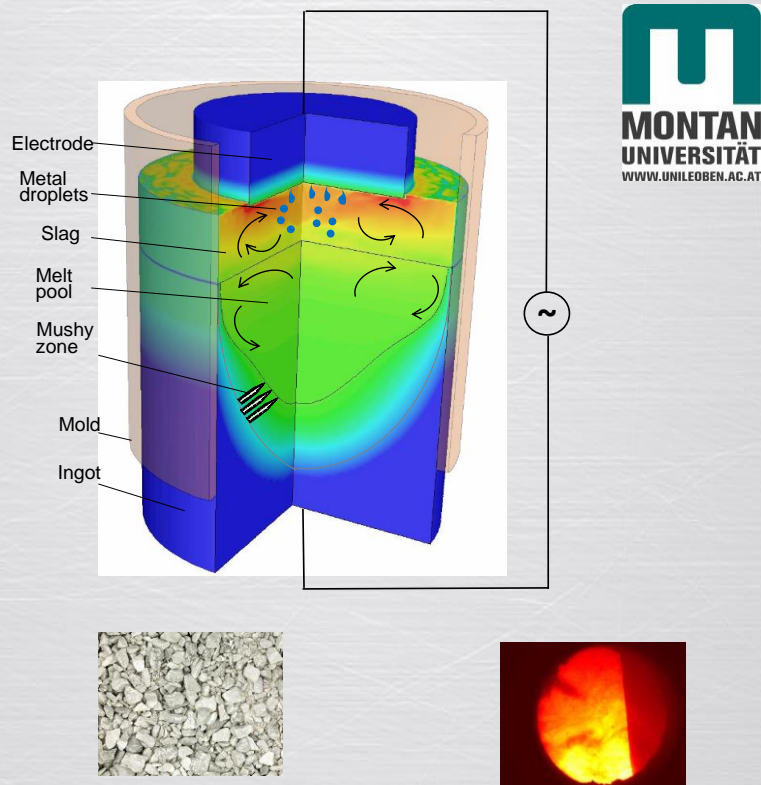 MONTAN
UNIVERSITÄT
WWW.UNILEOBEN.AC.AT
Electrode
Metal
droplets
Slag
Melt
pool
Mushy
zone
Mold
Ingot
~